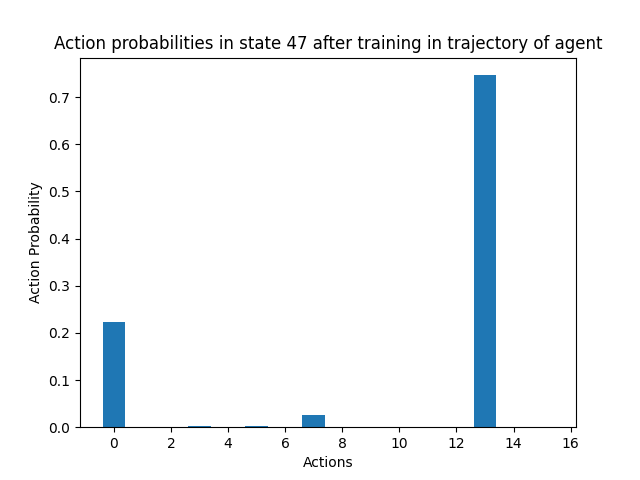 Action probabilities in state 47 after training in trajectory of agent
0.7
0.6
0.5
0.4
0.3
0.2
0.1
0.0
Action Probability
0 2 4 6 8 10 12 14 16
Actions